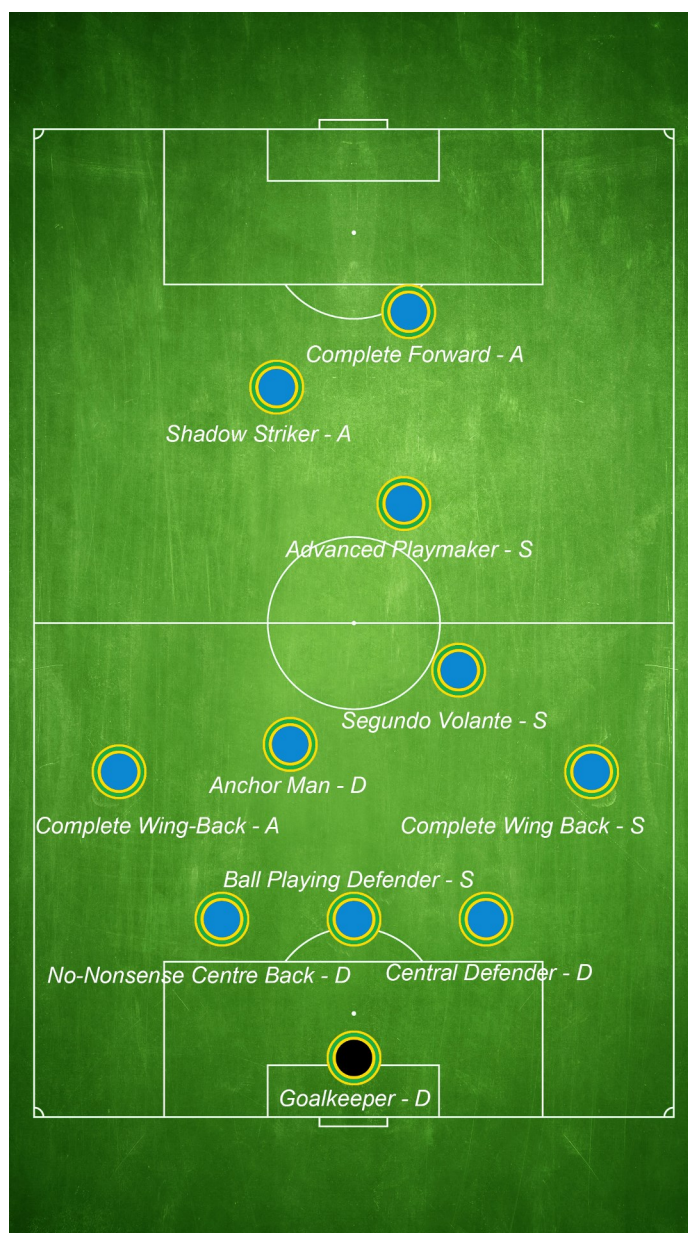 Complete Forward - A
Shadow Striker - A
Advanced Playmaker - S
Segundo Volante - S
Anchor Man - D
Complete Wing-Back - A
Complete Wing Back - S
Ball Playing Defender - S
No-Nonsense Centre Back - D
Central Defender - D
Goalkeeper - D